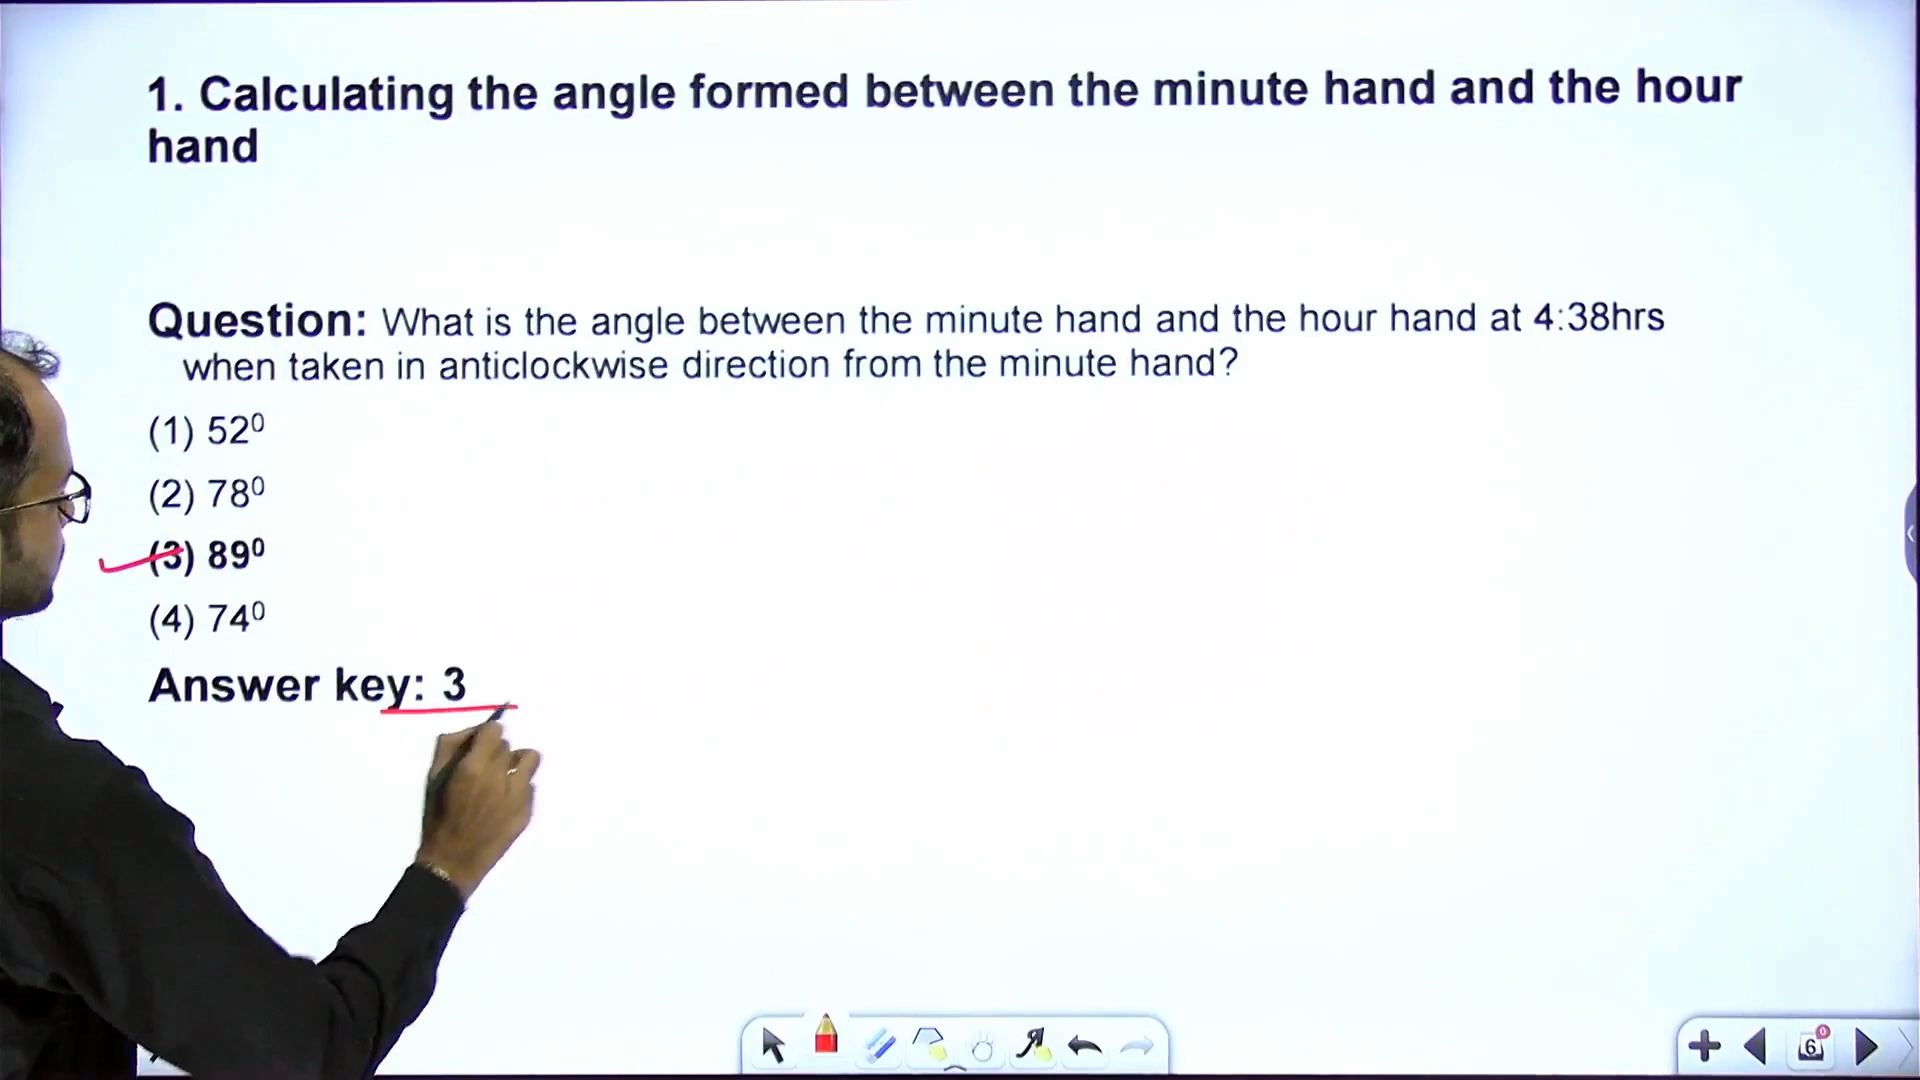 1. Calculating the angle formed between the minute hand and the hour
hand
Question: What is the angle between the minute hand and the hour hand at 4:38hrs
when taken in anticlockwise direction from the minute hand?
(1) 52⁰
(2) 78⁰
(3) 89⁰
(4) 74⁰
Answer key: 3
6
0